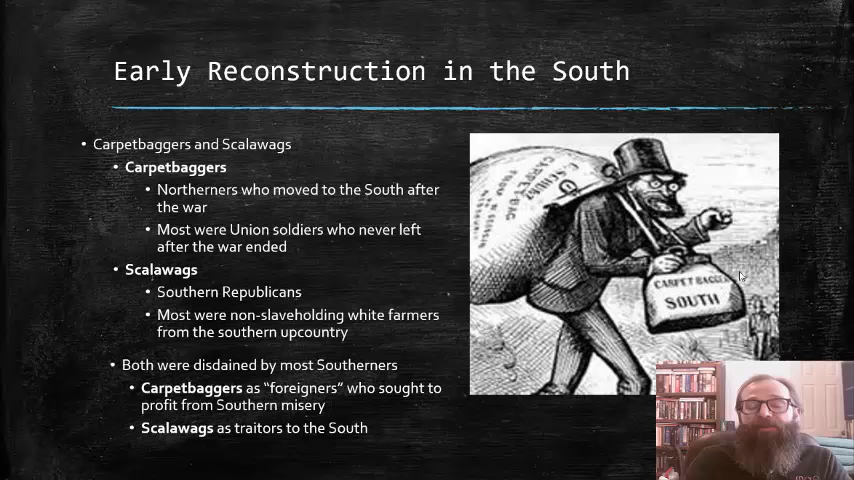 Early Reconstruction in the South
• Carpetbaggers and Scalawags
• Carpetbaggers
• Northerners who moved to the South after
the war
• Most were Union soldiers who never left
after the war ended
• Scalawags
• Southern Republicans
• Most were non-slaveholding white farmers
from the southern upcountry
• Both were disdained by most Southerners
• Carpetbaggers as “foreigners” who sought to
profit from Southern misery
• Scalawags as traitors to the South
CARPET BAG
FROM
CARPET BAGGER
SOUTH